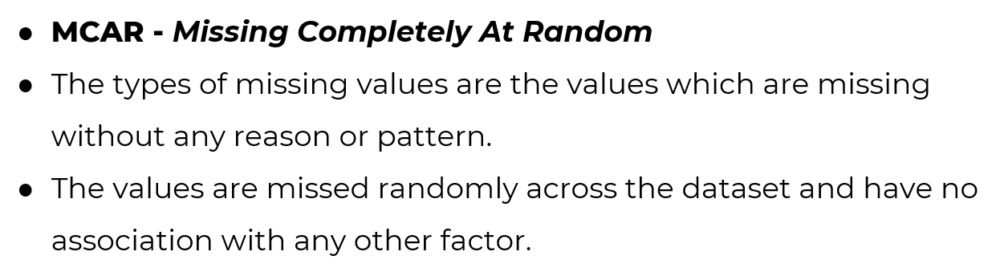 ● MCAR - Missing Completely At Random
● The types of missing values are the values which are missing
without any reason or pattern.
● The values are missed randomly across the dataset and have no
association with any other factor.